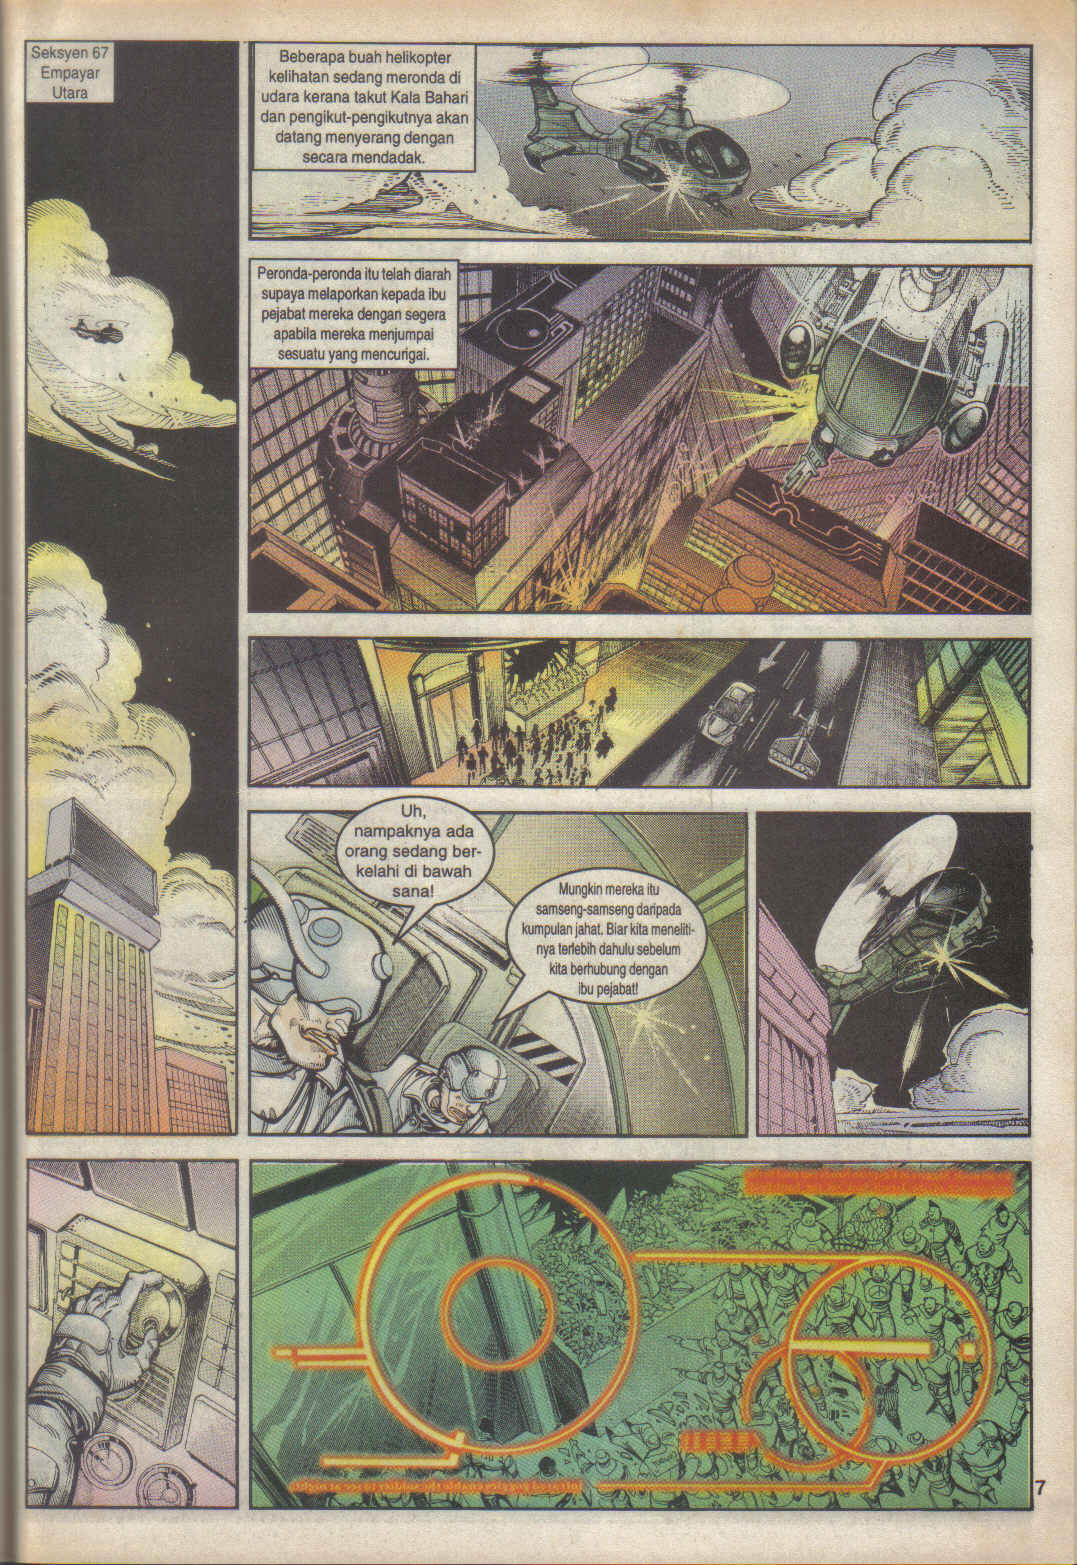 Seksyen 67
Empayar
Utara
Beberapa buah helikopter
kelihatan sedang meronda di
udara kerana takut Kala Bahari
dan pengikut-pengikutnya akan
datang menyerang dengan
secara mendadak.
Peronda-peronda itu telah diarah
supaya melaporkan kepada ibu
pejabat mereka dengan segera
apabila mereka menjumpai
sesuatu yang mencurigai.
Uh,
nampaknya ada
orang sedang ber-
kelahi di bawah
sana!
Mungkin mereka itu
samseng-samseng daripada
kumpulan jahat. Biar kita meneliti-
nya terlebih dahulu sebelum
kita berhubung dengan
ibu pejabat!
7